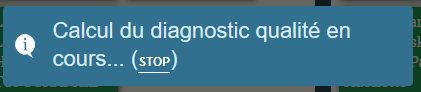 Calcul du diagnostic qualité en
cours... (STOP)